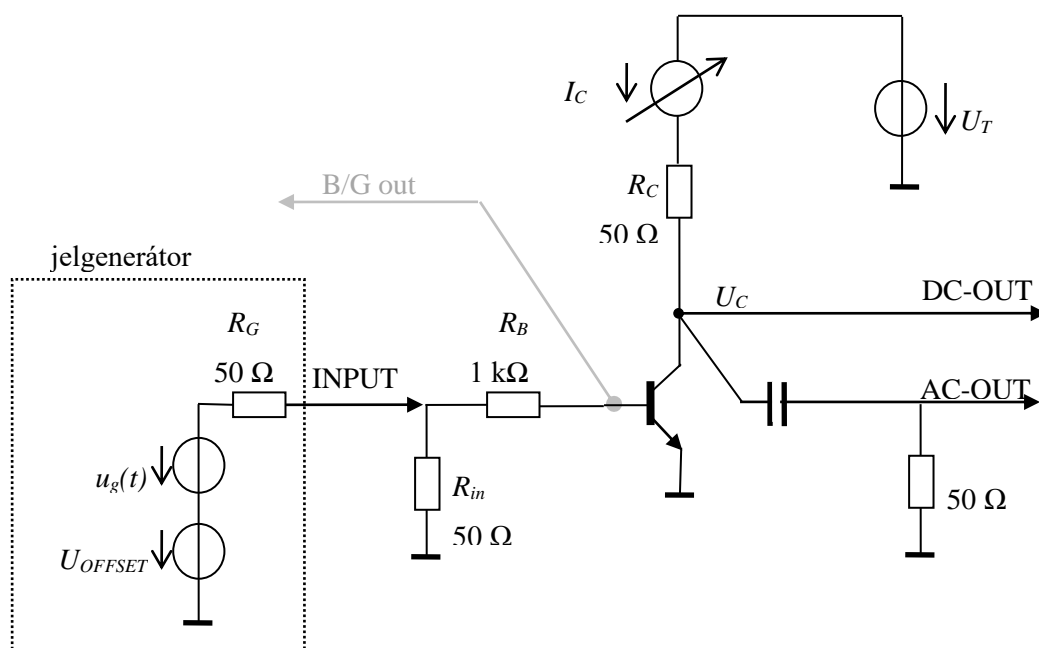 I_C
U_T
B/G out
R_C
50 Ω
jelgenerátor
U_C
DC-OUT
R_G
50 Ω
INPUT
R_B
1 kΩ
AC-OUT
u_g(t)
R_in
50 Ω
50 Ω
U_OFFSET